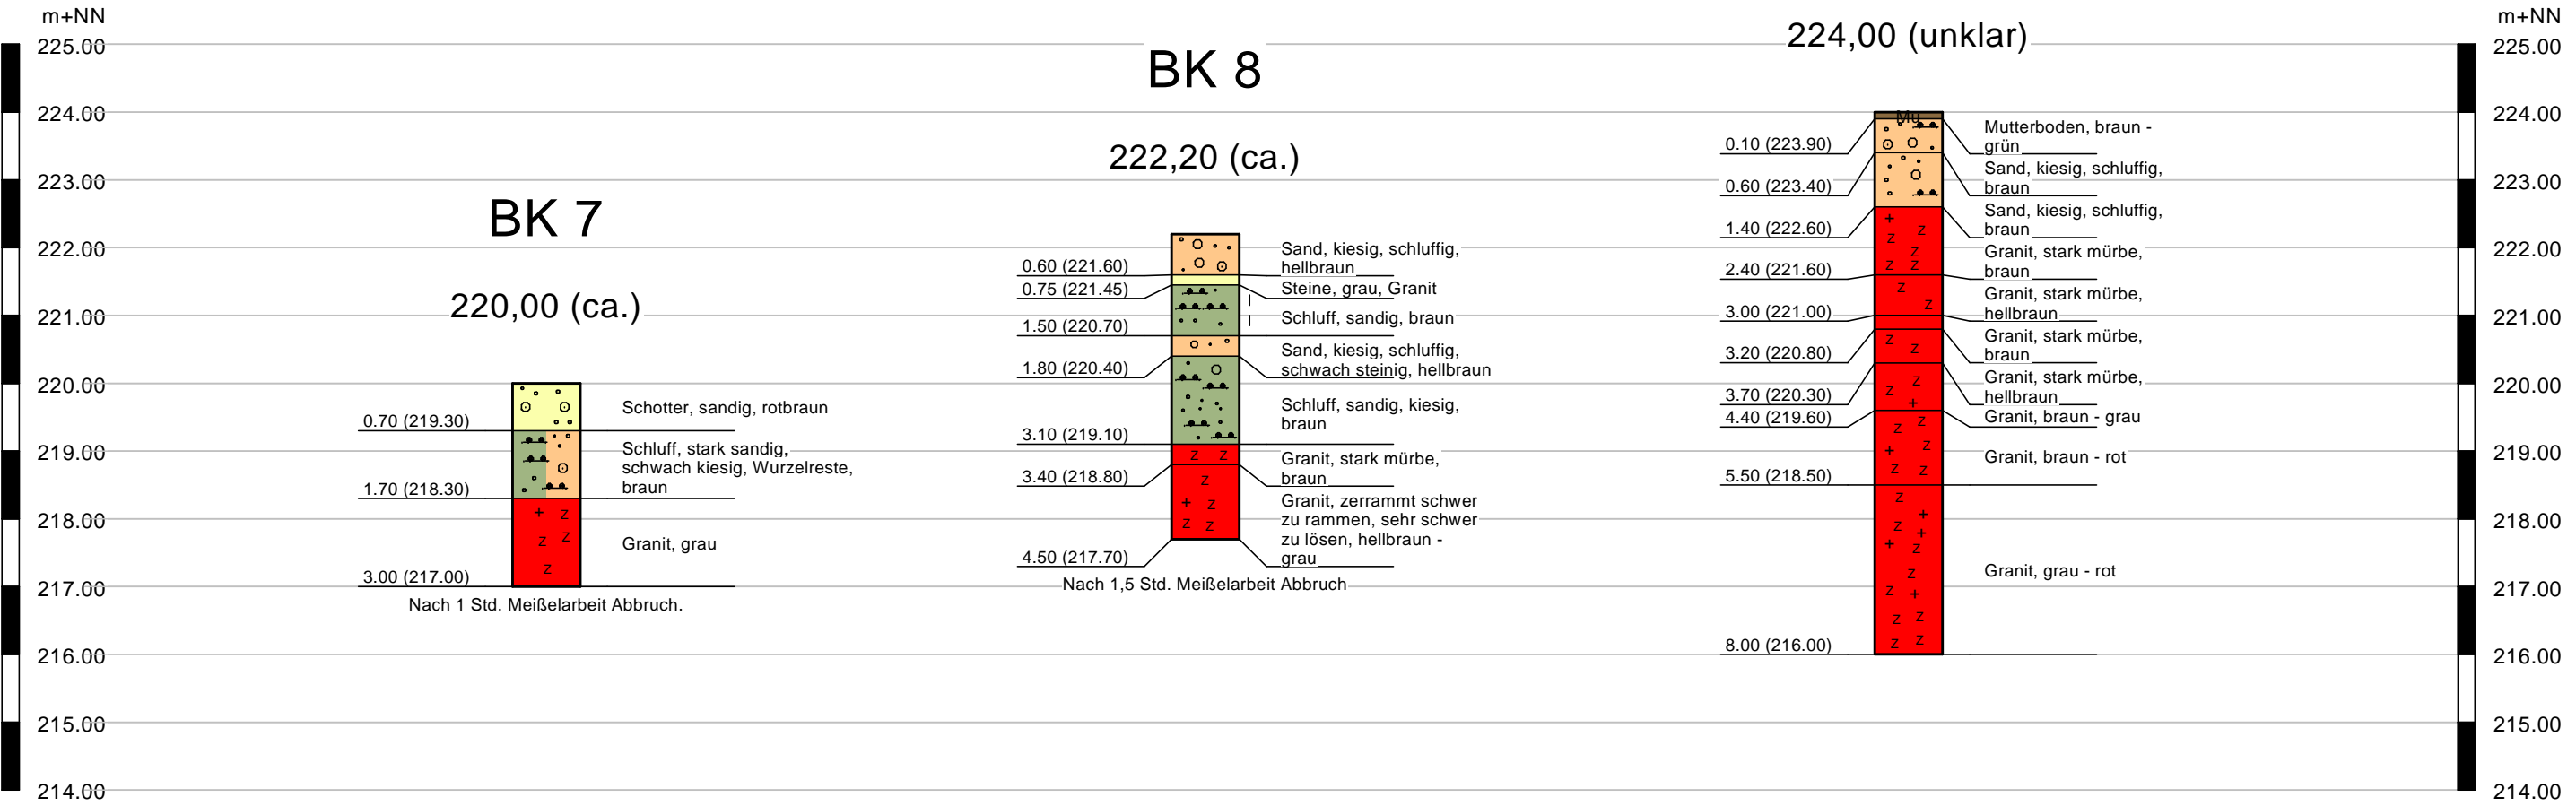 m+NN
225.00
224.00
223.00
222.00
221.00
220.00
219.00
218.00
217.00
216.00
215.00
214.00
BK 7
220,00 (ca.)
0.70 (219.30)
1.70 (218.30)
3.00 (217.00)
Schotter, sandig, rotbraun
Schluff, stark sandig,
schwach kiesig, Wurzelreste,
braun
Granit, grau
z z
z z
z
Nach 1 Std. Meißelarbeit Abbruch.
BK 8
222,20 (ca.)
0.60 (221.60)
0.75 (221.45)
1.50 (220.70)
1.80 (220.40)
3.10 (219.10)
3.40 (218.80)
4.50 (217.70)
Sand, kiesig, schluffig,
hellbraun
Steine, grau, Granit
Schluff, sandig, braun
Sand, kiesig, schluffig,
schwach steinig, hellbraun
Schluff, sandig, kiesig,
braun
Granit, stark mürbe,
braun
Granit, zerrammt schwer
zu rammen, sehr schwer
zu lösen, hellbraun -
grau
Nach 1,5 Std. Meißelarbeit Abbruch
224,00 (unklar)
Mu
0.10 (223.90)
0.60 (223.40)
1.40 (222.60)
2.40 (221.60)
3.00 (221.00)
3.20 (220.80)
3.70 (220.30)
4.40 (219.60)
5.50 (218.50)
8.00 (216.00)
Mutterboden, braun -
grün
Sand, kiesig, schluffig,
braun
Sand, kiesig, schluffig,
braun
Granit, stark mürbe,
braun
Granit, stark mürbe,
hellbraun
Granit, stark mürbe,
braun
Granit, stark mürbe,
hellbraun
Granit, braun - grau
Granit, braun - rot
Granit, grau - rot
m+NN
225.00
224.00
223.00
222.00
221.00
220.00
219.00
218.00
217.00
216.00
215.00
214.00